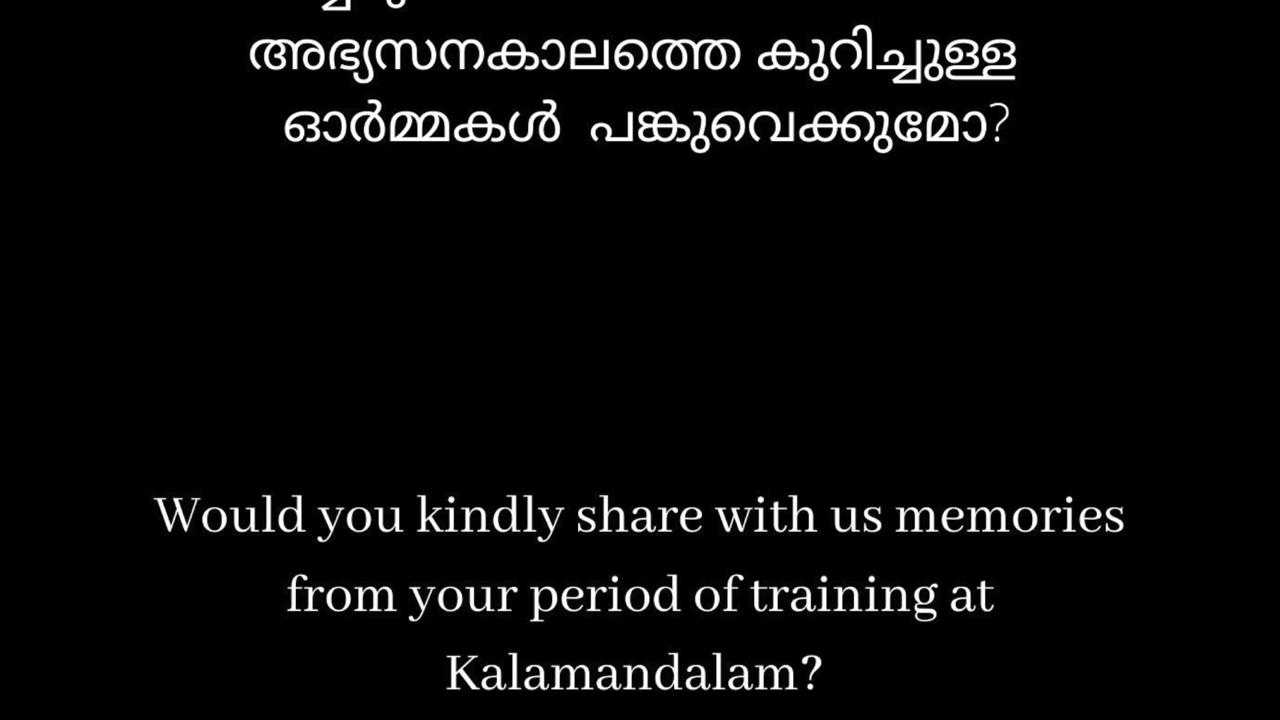 അഭ്യസനകാലത്തെ കുറിച്ചുള്ള
ഓർമ്മകൾ പങ്കുവെക്കുമോ?
Would you kindly share with us memories
from your period of training at
Kalamandalam?